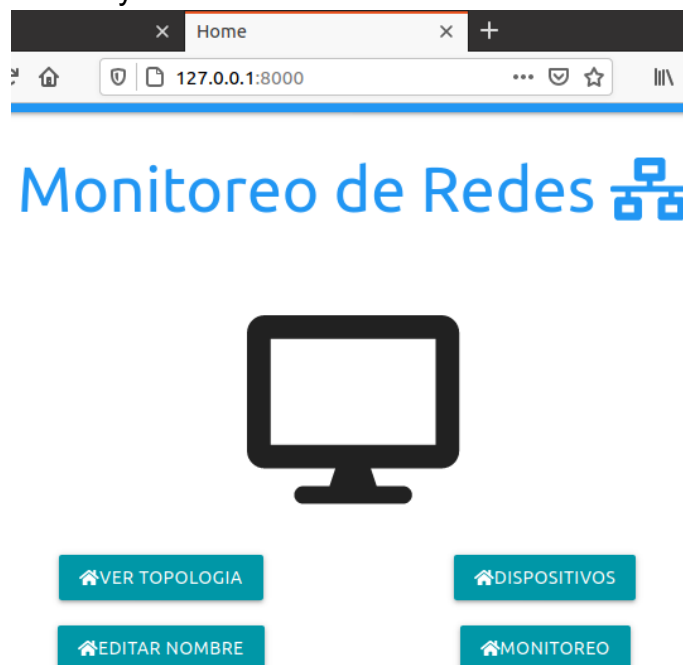 Home
127.0.0.1:8000
Monitoreo de Redes
VER TOPOLOGIA
DISPOSITIVOS
EDITAR NOMBRE
MONITOREO